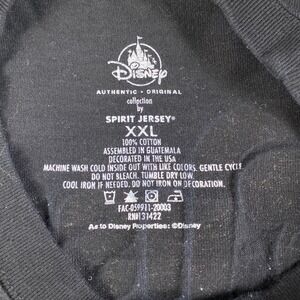 Disney
AUTHENTIC • ORIGINAL
collection
by
SPIRIT JERSEY®
XXL
100% COTTON
ASSEMBLED IN GUATEMALA
DECORATED IN THE USA
MACHINE WASH COLD INSIDE OUT WITH LIKE COLORS, GENTLE CYCLE
DO NOT BLEACH. TUMBLE DRY LOW.
COOL IRON IF NEEDED. DO NOT IRON ON DECORATION.
FAC-059911-20003
RN#131422
As to Disney Properties: ©Disney